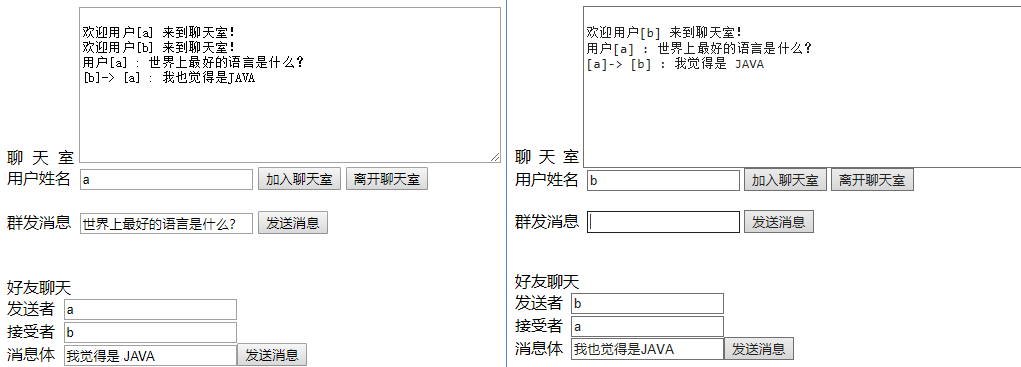 欢迎用户[a] 来到聊天室!
欢迎用户[b] 来到聊天室!
用户[a] : 世界上最好的语言是什么?
[b]-> [a] : 我也觉得是JAVA
聊 天 室
用户姓名 a 加入聊天室 离开聊天室
群发消息 世界上最好的语言是什么? 发送消息
好友聊天
发送者 a
接受者 b
消息体 我觉得是 JAVA 发送消息
欢迎用户[b] 来到聊天室!
用户[a] : 世界上最好的语言是什么?
[a]-> [b] : 我觉得是 JAVA
聊 天 室
用户姓名 b 加入聊天室 离开聊天室
群发消息 发送消息
好友聊天
发送者 b
接受者 a
消息体 我也觉得是JAVA 发送消息